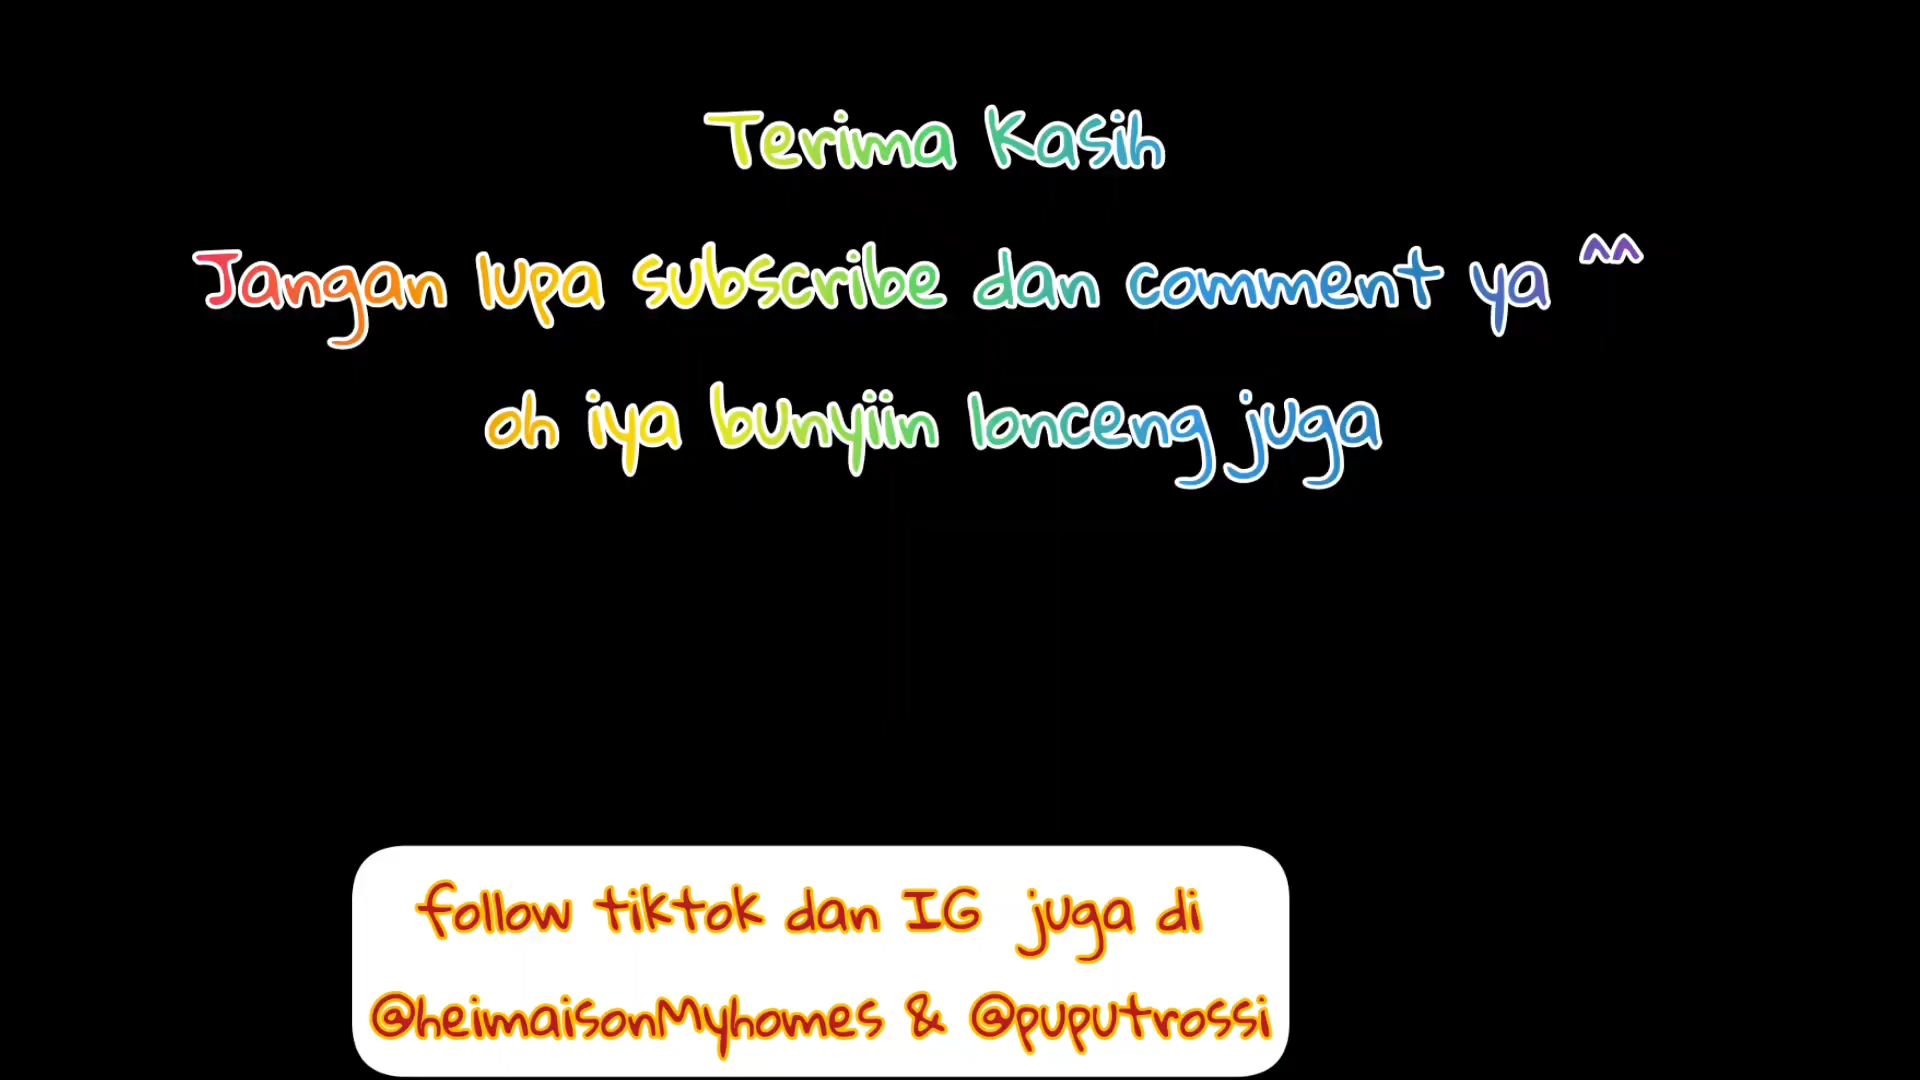 Terima Kasih
Jangan lupa subscribe dan comment ya ^^
oh iya bunyiin lonceng juga
follow tiktok dan IG juga di
@heimaisonMyhomes & @puputrossi